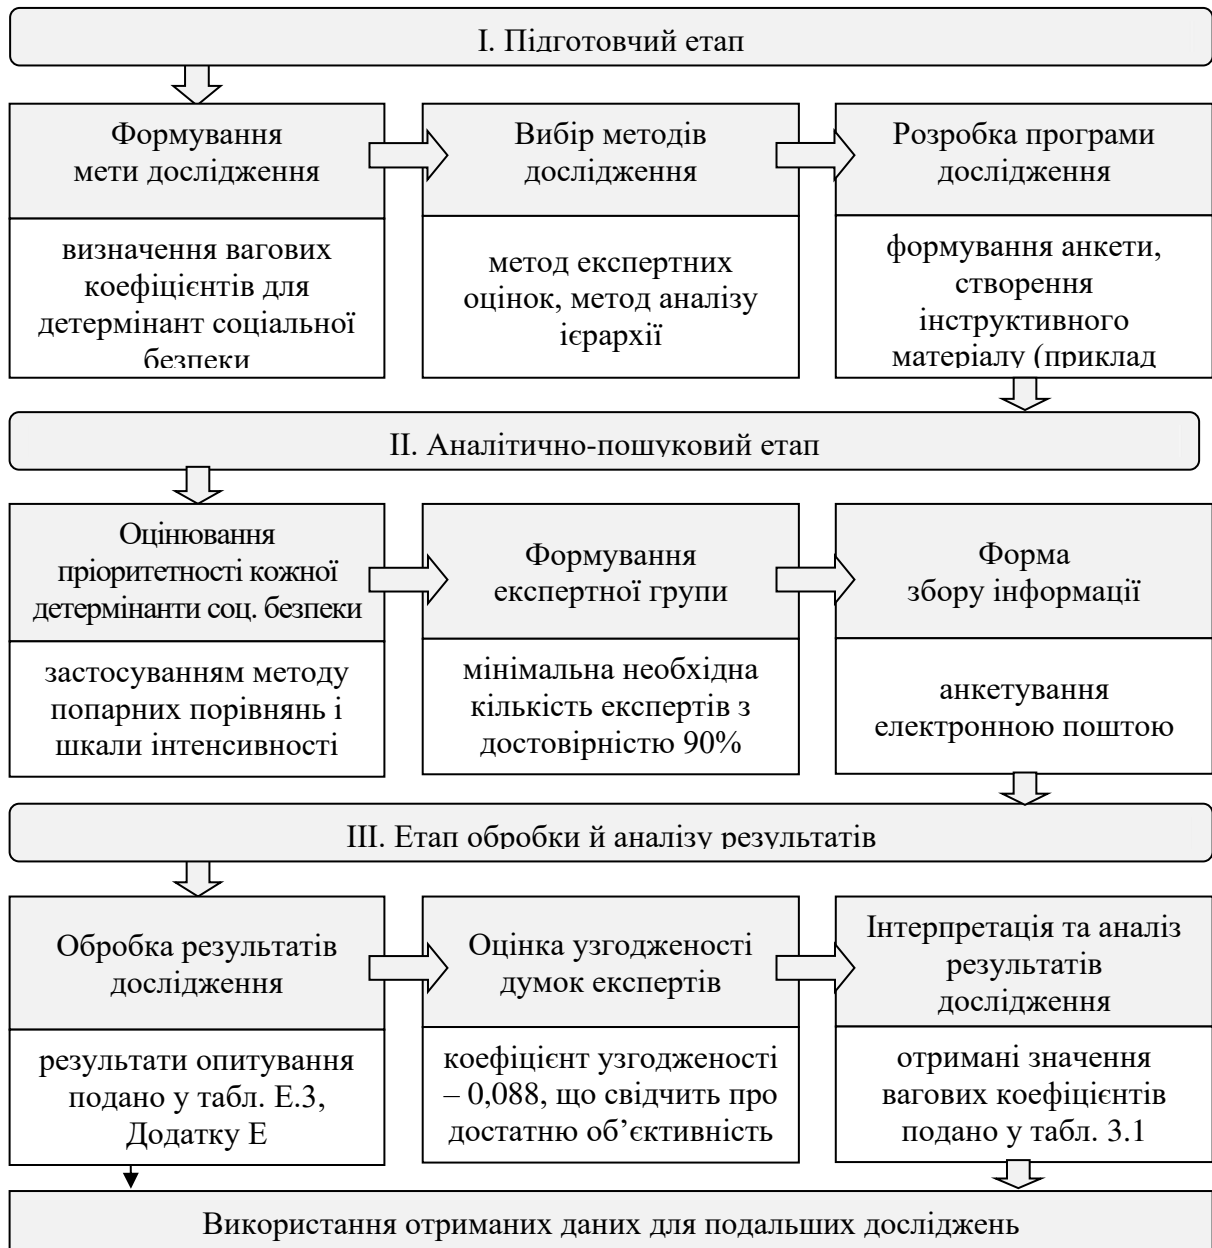 І. Підготовчий етап
Формування
мети дослідження
Вибір методів
дослідження
Розробка програми
дослідження
визначення вагових
коефіцієнтів для
детермінант соціальної
безпеки
метод експертних
оцінок, метод аналізу
ієрархії
формування анкети,
створення
інструктивного
матеріалу (приклад
ІІ. Аналітично-пошуковий етап
Оцінювання
пріоритетності кожної
детермінанти соц. безпеки
Формування
експертної групи
Форма
збору інформації
застосуванням методу
попарних порівнянь і
шкали інтенсивності
мінімальна необхідна
кількість експертів з
достовірністю 90%
анкетування
електронною поштою
ІІІ. Етап обробки й аналізу результатів
Обробка результатів
дослідження
Оцінка узгодженості
думок експертів
Інтерпретація та аналіз
результатів
дослідження
результати опитування
подано у табл. Е.3,
Додатку Е
коефіцієнт узгодженості
– 0,088, що свідчить про
достатню об’єктивність
отримані значення
вагових коефіцієнтів
подано у табл. 3.1
Використання отриманих даних для подальших досліджень